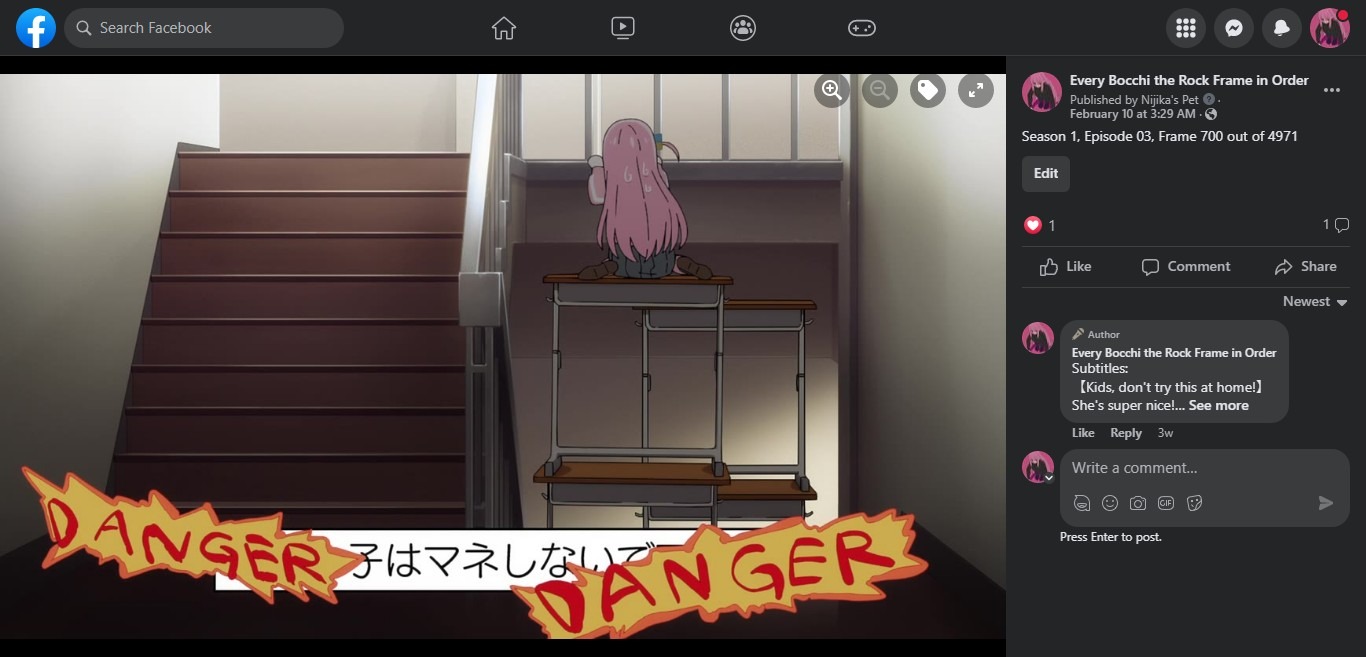 Search Facebook
Every Bocchi the Rock Frame in Order
Published by Nijika's Pet
February 10 at 3:29 AM ·
Season 1, Episode 03, Frame 700 out of 4971
Edit
1
1
Like
Comment
Share
Newest
Author
Every Bocchi the Rock Frame in Order
Subtitles:
【Kids, don't try this at home!】
She's super nice!... See more
Like Reply 3w
Write a comment...
GIF
Press Enter to post.
DANGER
子はマネしないで
DANGER